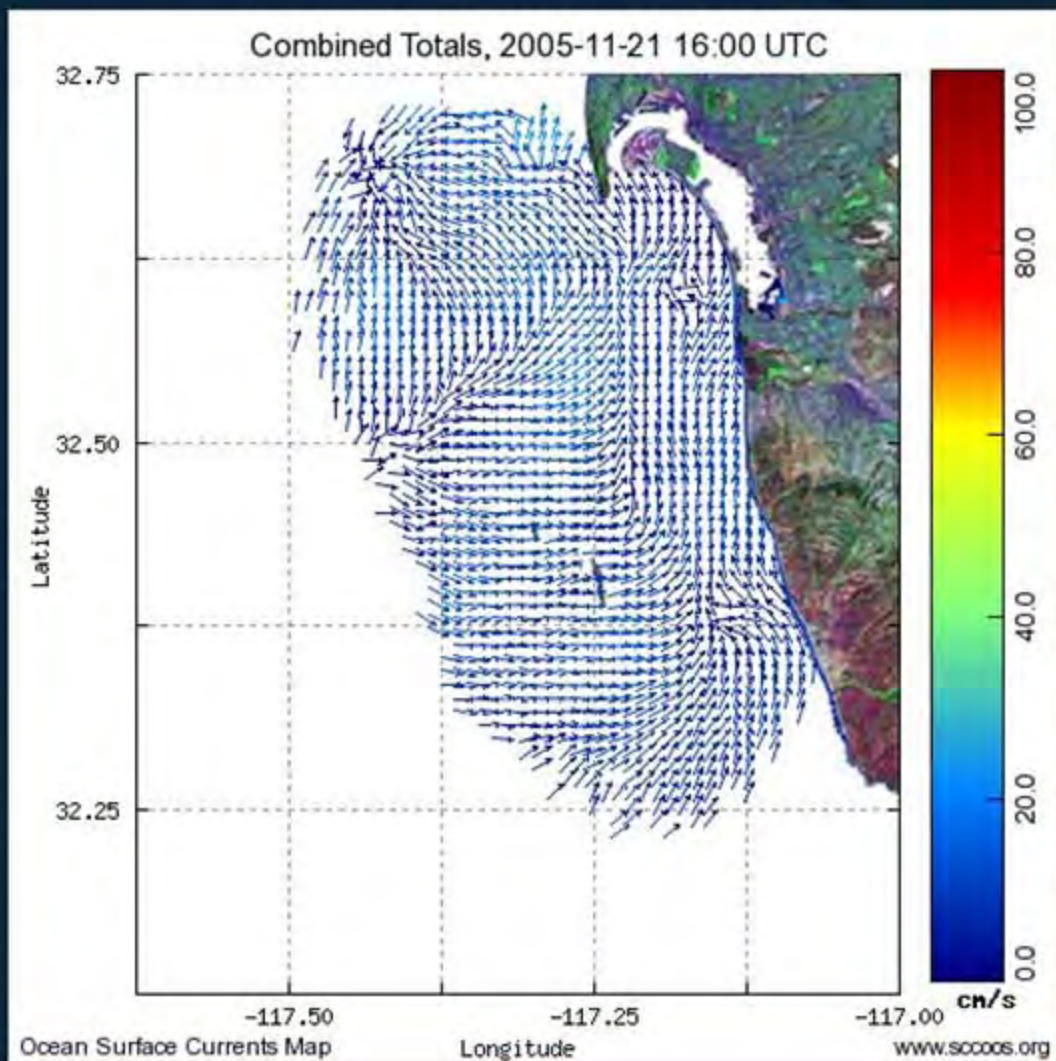 Combined Totals, 2005-11-21 16:00 UTC
32.75
32.50
32.25
Latitude
-117.50
-117.25
-117.00
Longitude
100.0
80.0
60.0
40.0
20.0
0.0
cm/s
Ocean Surface Currents Map
www.sccoos.org